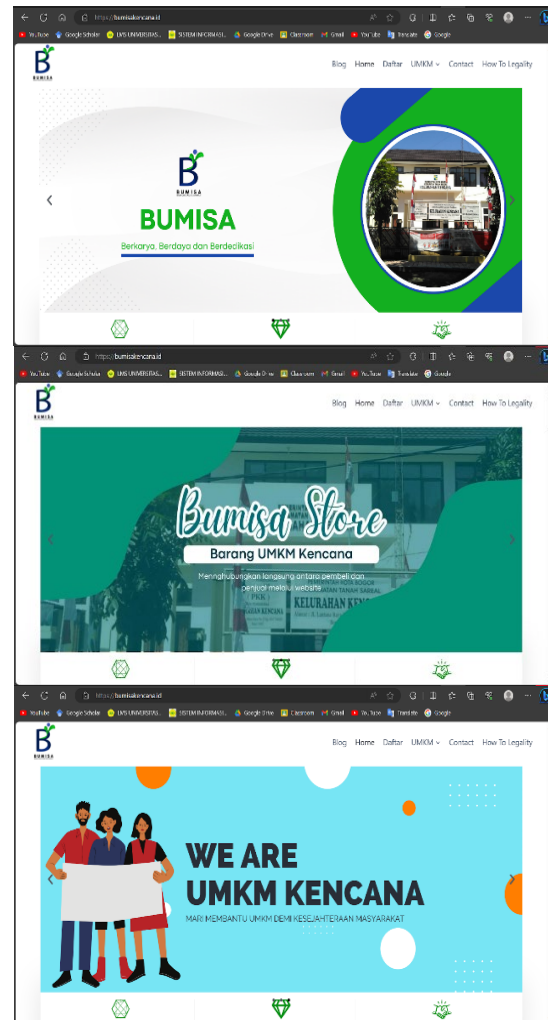 https://bumisakencana.id
YouTube Google Scholar LMS UNIVERSITAS... SISTEM INFORMASI... Google Drive Classroom Gmail YouTube Translate Google
B
BUMISA
Blog Home Daftar UMKM Contact How To Legality
B
BUMISA
BUMISA
Berkarya, Berdaya dan Berdedikasi
https://bumisakencana.id
YouTube Google Scholar LMS UNIVERSITAS... SISTEM INFORMASI... Google Drive Classroom Gmail YouTube Translate Google
B
BUMISA
Blog Home Daftar UMKM Contact How To Legality
Bumisa Store
Barang UMKM Kencana
Mennghubungkan langsung antara pembeli dan
penjual melalui website
KELURAHAN
https://bumisakencana.id
YouTube Google Scholar LMS UNIVERSITAS... SISTEM INFORMASI... Google Drive Classroom Gmail YouTube Translate Google
B
BUMISA
Blog Home Daftar UMKM Contact How To Legality
WE ARE
UMKM KENCANA
MARI MEMBANTU UMKM DEMI KESEJAHTERAAN MASYARAKAT